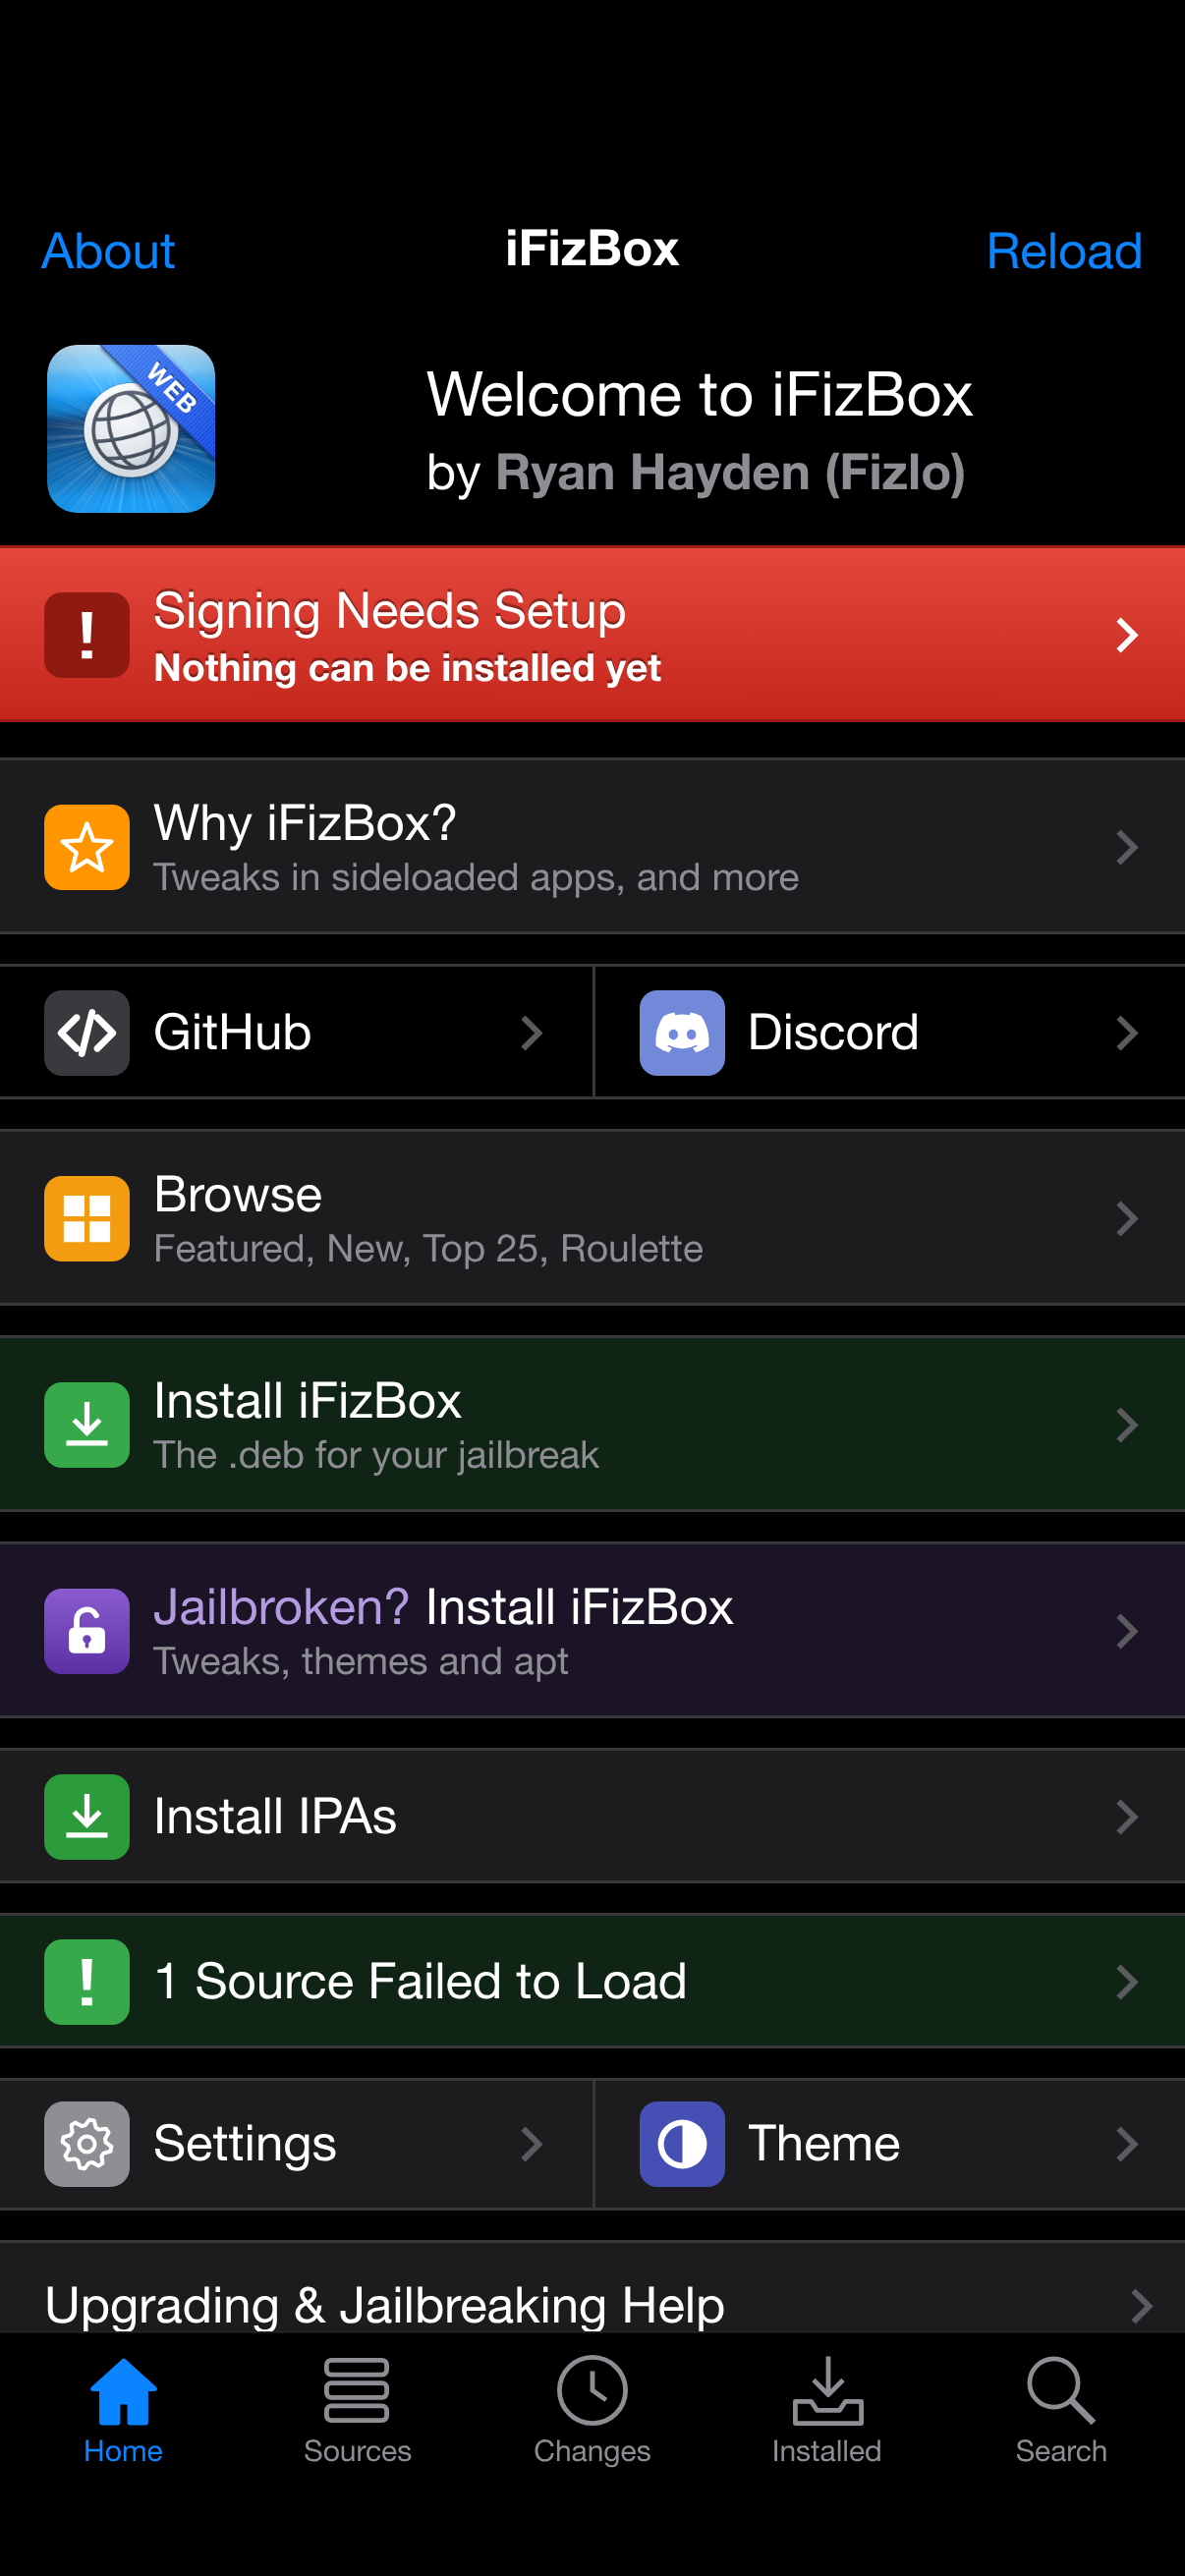 About
iFizBox
Reload
WEB
Welcome to iFizBox
by Ryan Hayden (Fizlo)
Signing Needs Setup
Nothing can be installed yet
Why iFizBox?
Tweaks in sideloaded apps, and more
GitHub
Discord
Browse
Featured, New, Top 25, Roulette
Install iFizBox
The .deb for your jailbreak
Jailbroken? Install iFizBox
Tweaks, themes and apt
Install IPAs
1 Source Failed to Load
Settings
Theme
Upgrading & Jailbreaking Help
Home
Sources
Changes
Installed
Search